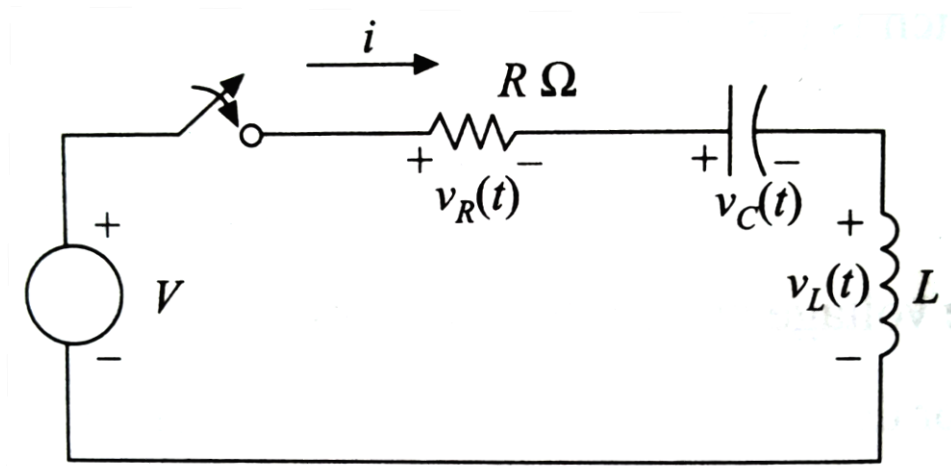 i
R Ω
+ −
v_R(t)
+ −
v_C(t)
+
V
−
+
v_L(t) L
−